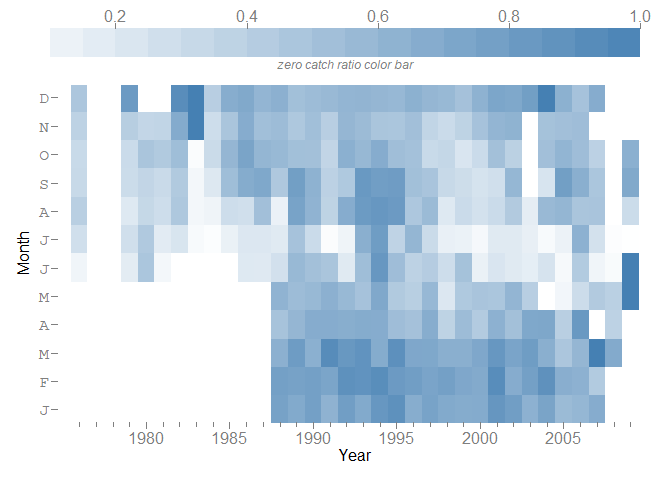 0.2 0.4 0.6 0.8 1.0
zero catch ratio color bar
D
N
O
S
A
J
J
M
A
M
F
J
Month
1980 1985 1990 1995 2000 2005
Year